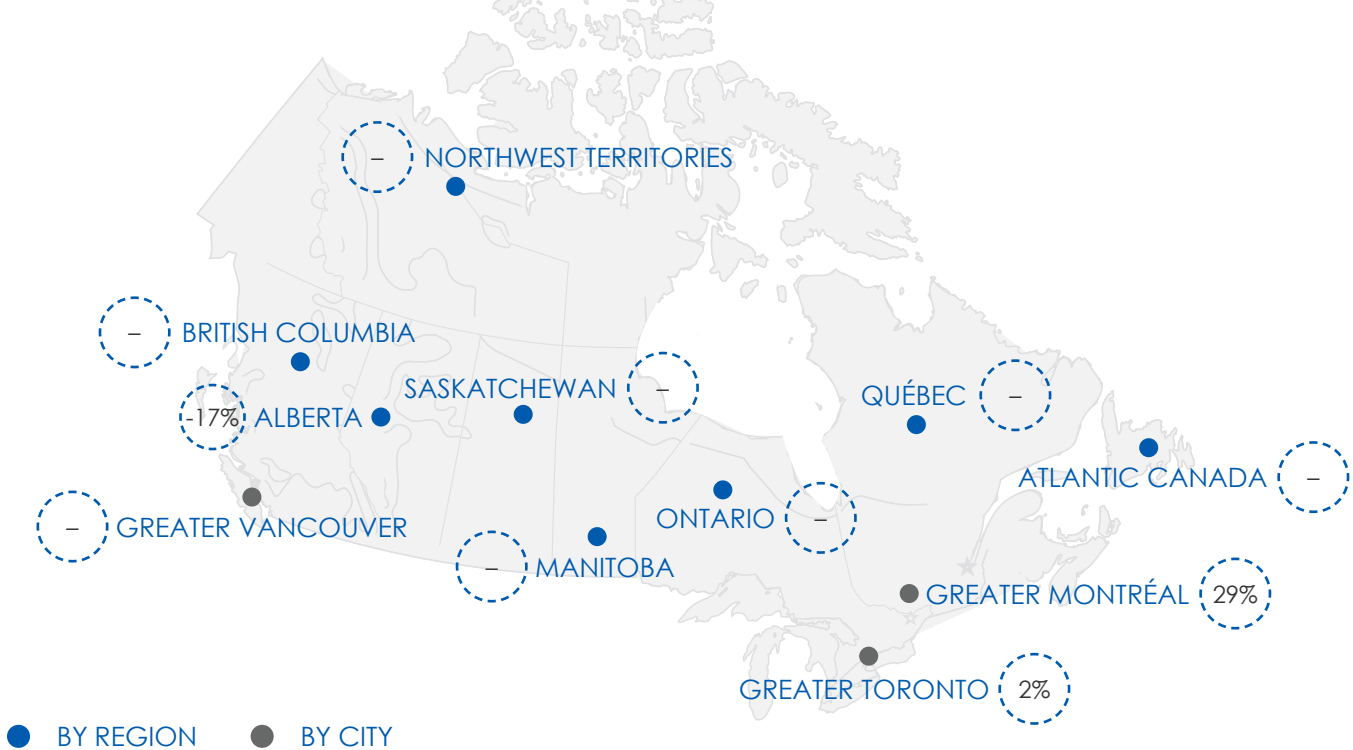 – NORTHWEST TERRITORIES
– BRITISH COLUMBIA
SASKATCHEWAN –
QUÉBEC –
-17% ALBERTA
ATLANTIC CANADA –
ONTARIO –
– GREATER VANCOUVER
– MANITOBA
GREATER MONTRÉAL 29%
GREATER TORONTO 2%
BY REGION
BY CITY